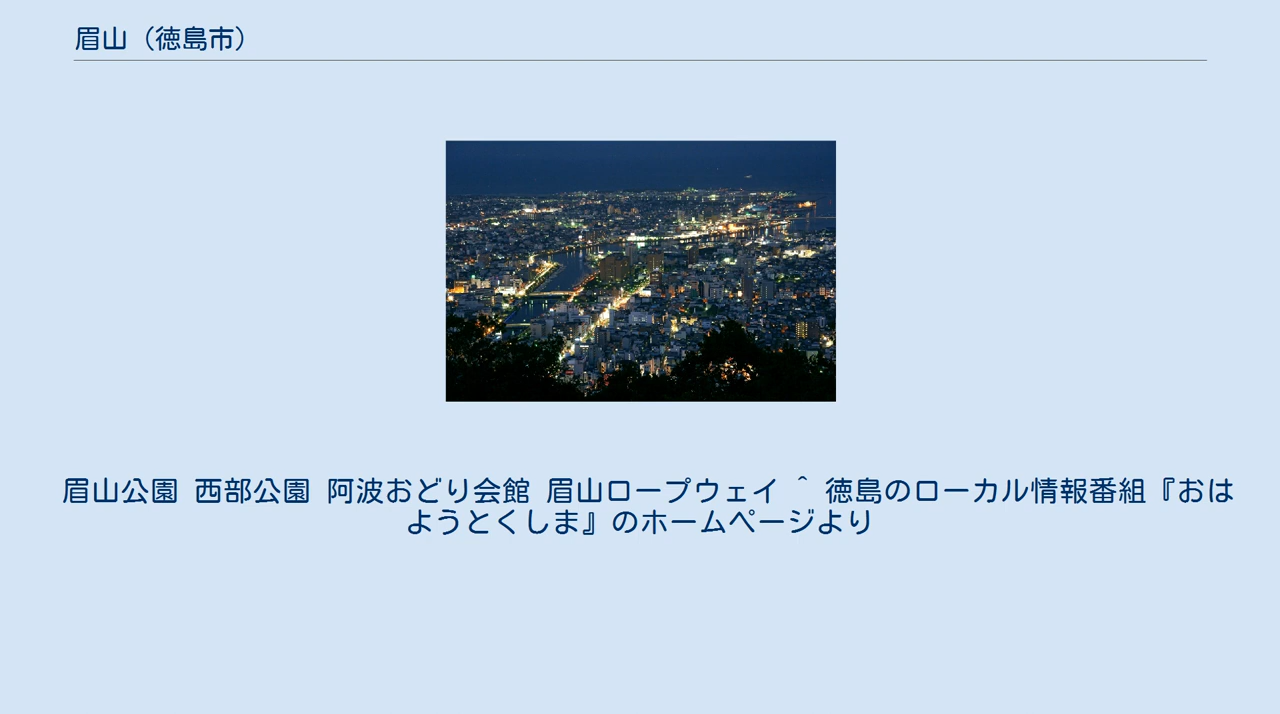 眉山（徳島市）
眉山公園 西部公園 阿波おどり会館 眉山ロープウェイ ^ 徳島のローカル情報番組『おは
ようとくしま』のホームページより